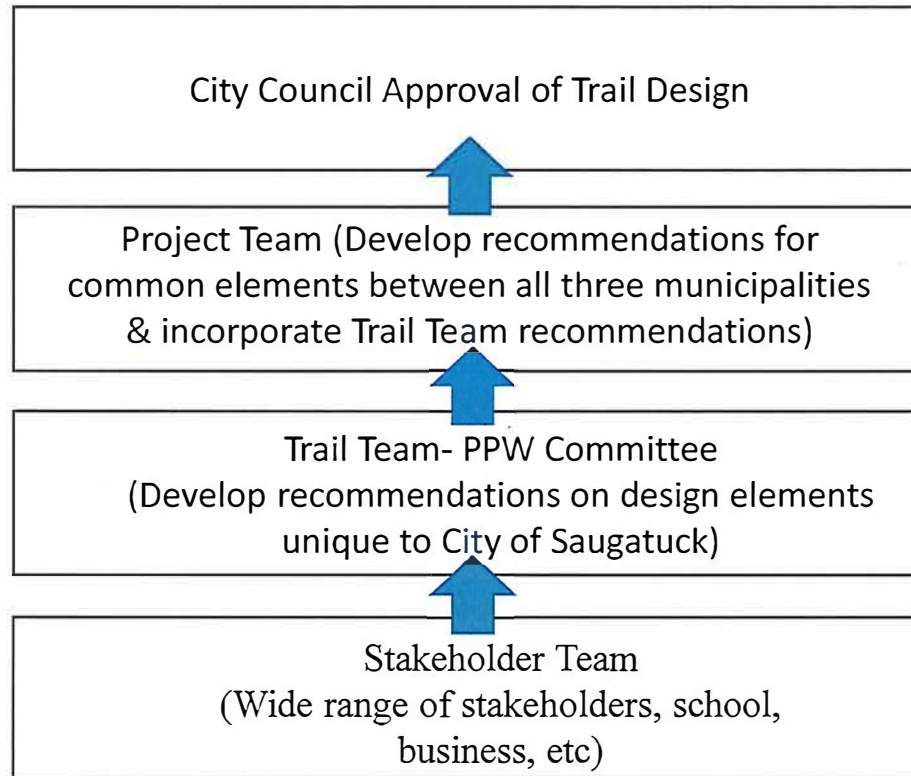 City Council Approval of Trail Design
Project Team (Develop recommendations for
common elements between all three municipalities
& incorporate Trail Team recommendations)
Trail Team- PPW Committee
(Develop recommendations on design elements
unique to City of Saugatuck)
Stakeholder Team
(Wide range of stakeholders, school,
business, etc)